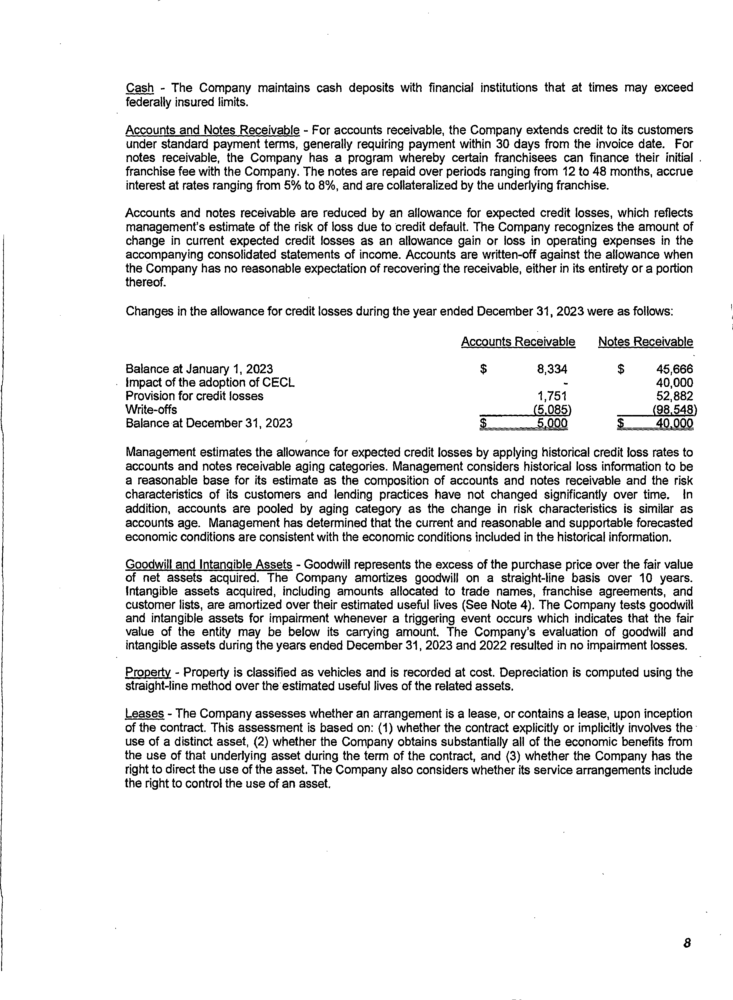 Cash - The Company maintains cash deposits with financial institutions that at times may exceed
federally insured limits.
Accounts and Notes Receivable - For accounts receivable, the Company extends credit to its customers
under standard payment terms, generally requiring payment within 30 days from the invoice date. For
notes receivable, the Company has a program whereby certain franchisees can finance their initial
franchise fee with the Company. The notes are repaid over periods ranging from 12 to 48 months, accrue
interest at rates ranging from 5% to 8%, and are collateralized by the underlying franchise.
Accounts and notes receivable are reduced by an allowance for expected credit losses, which reflects
management's estimate of the risk of loss due to credit default. The Company recognizes the amount of
change in current expected credit losses as an allowance gain or loss in operating expenses in the
accompanying consolidated statements of income. Accounts are written-off against the allowance when
the Company has no reasonable expectation of recovering the receivable, either in its entirety or a portion
thereof.
Changes in the allowance for credit losses during the year ended December 31, 2023 were as follows:
Accounts Receivable Notes Receivable
Balance at January 1, 2023 $ 8,334 $ 45,666
Impact of the adoption of CECL - 40,000
Provision for credit losses 1,751 52,882
Write-offs (5,085) (98,548)
Balance at December 31, 2023 $ 5,000 $ 40,000
Management estimates the allowance for expected credit losses by applying historical credit loss rates to
accounts and notes receivable aging categories. Management considers historical loss information to be
a reasonable base for its estimate as the composition of accounts and notes receivable and the risk
characteristics of its customers and lending practices have not changed significantly over time. In
addition, accounts are pooled by aging category as the change in risk characteristics is similar as
accounts age. Management has determined that the current and reasonable and supportable forecasted
economic conditions are consistent with the economic conditions included in the historical information.
Goodwill and Intangible Assets - Goodwill represents the excess of the purchase price over the fair value
of net assets acquired. The Company amortizes goodwill on a straight-line basis over 10 years.
Intangible assets acquired, including amounts allocated to trade names, franchise agreements, and
customer lists, are amortized over their estimated useful lives (See Note 4). The Company tests goodwill
and intangible assets for impairment whenever a triggering event occurs which indicates that the fair
value of the entity may be below its carrying amount. The Company's evaluation of goodwill and
intangible assets during the years ended December 31, 2023 and 2022 resulted in no impairment losses.
Property - Property is classified as vehicles and is recorded at cost. Depreciation is computed using the
straight-line method over the estimated useful lives of the related assets.
Leases - The Company assesses whether an arrangement is a lease, or contains a lease, upon inception
of the contract. This assessment is based on: (1) whether the contract explicitly or implicitly involves the
use of a distinct asset, (2) whether the Company obtains substantially all of the economic benefits from
the use of that underlying asset during the term of the contract, and (3) whether the Company has the
right to direct the use of the asset. The Company also considers whether its service arrangements include
the right to control the use of an asset.
8